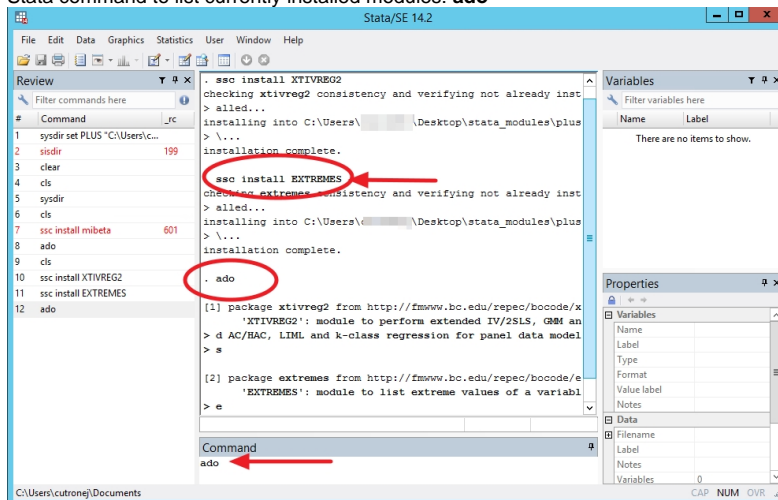 Stata command to list currently installed modules: ado
Stata/SE 14.2
File Edit Data Graphics Statistics User Window Help
Review
Filter commands here
# Command _rc
1 sysdir set PLUS "C:\Users\c...
2 sisdir 199
3 clear
4 cls
5 sysdir
6 cls
7 ssc install mibeta 601
8 ado
9 cls
10 ssc install XTIVREG2
11 ssc install EXTREMES
12 ado
. ssc install XTIVREG2
checking xtivreg2 consistency and verifying not already inst
> alled...
installing into C:\Users\ \Desktop\stata_modules\plus
> \...
installation complete.
ssc install EXTREMES
checking extremes consistency and verifying not already inst
> alled...
installing into C:\Users\ \Desktop\stata_modules\plus
> \...
installation complete.
. ado
[1] package xtivreg2 from http://fmwww.bc.edu/repec/bocode/x
'XTIVREG2': module to perform extended IV/2SLS, GMM an
> d AC/HAC, LIML and k-class regression for panel data model
> s
[2] package extremes from http://fmwww.bc.edu/repec/bocode/e
'EXTREMES': module to list extreme values of a variabl
> e
Command
ado
Variables
Filter variables here
Name Label
There are no items to show.
Properties
Variables
Name
Label
Type
Format
Value label
Notes
Data
Filename
Label
Notes
Variables 0
C:\Users\cutronej\Documents
CAP NUM OVR